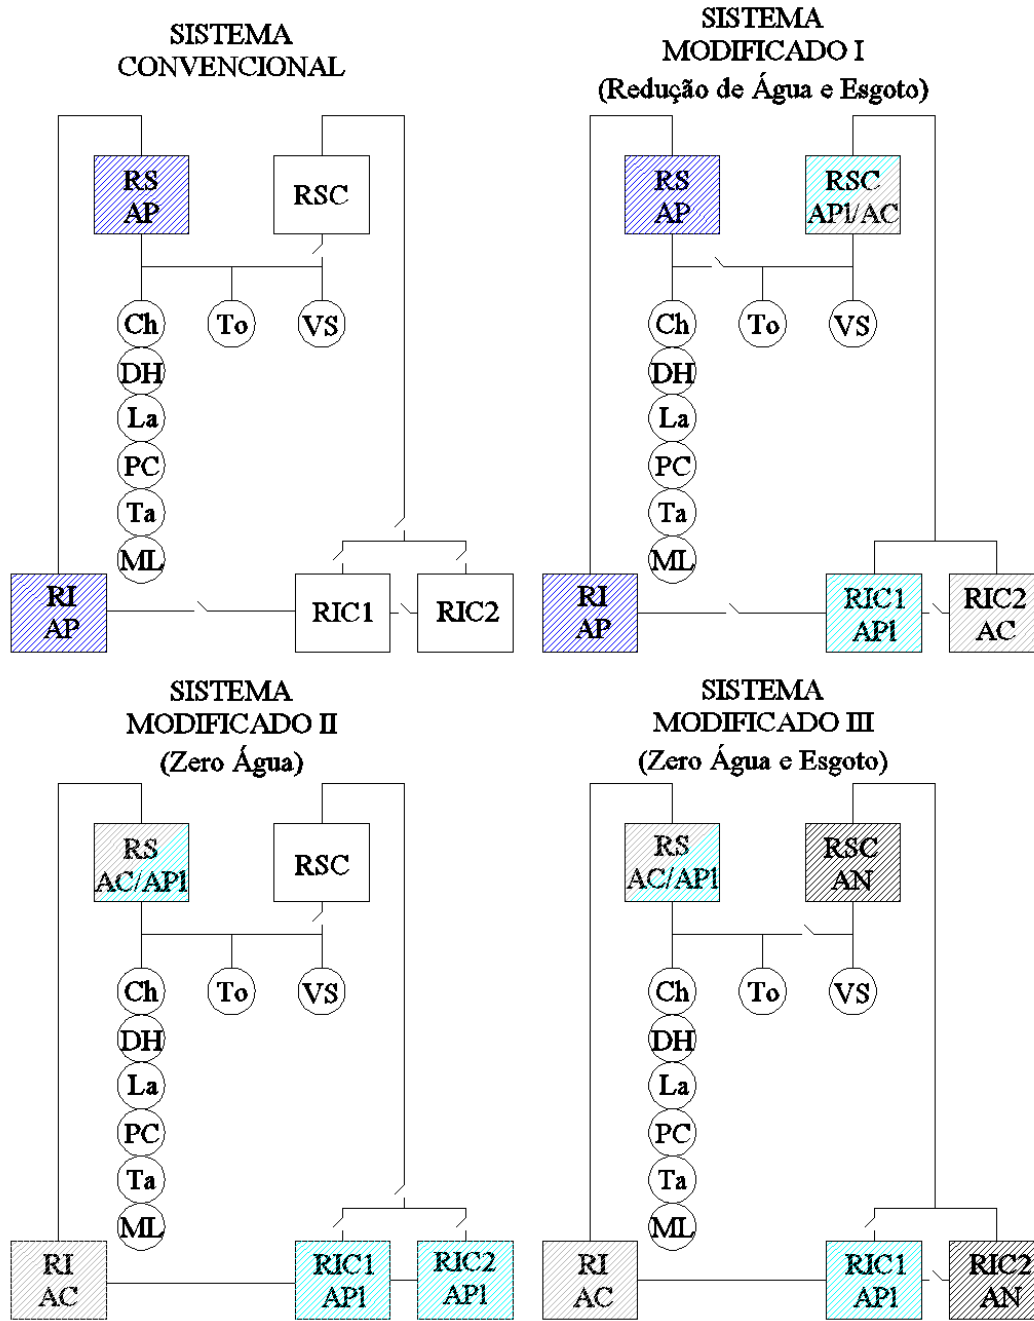 SISTEMA
CONVENCIONAL
RS
AP
RSC
Ch
To
VS
DH
La
PC
Ta
ML
RI
AP
RIC1
RIC2
SISTEMA
MODIFICADO I
(Redução de Água e Esgoto)
RS
AP
RSC
APl/AC
Ch
To
VS
DH
La
PC
Ta
ML
RI
AP
RIC1
APl
RIC2
AC
SISTEMA
MODIFICADO II
(Zero Água)
RS
AC/APl
RSC
Ch
To
VS
DH
La
PC
Ta
ML
RI
AC
RIC1
APl
RIC2
APl
SISTEMA
MODIFICADO III
(Zero Água e Esgoto)
RS
AC/APl
RSC
AN
Ch
To
VS
DH
La
PC
Ta
ML
RI
AC
RIC1
APl
RIC2
AN